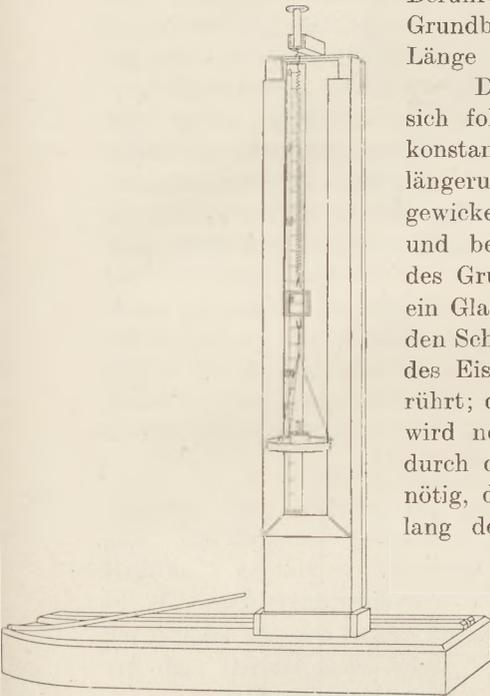 Grundb
Länge
D
sich fol
konstan
längeru
gewicke
und be
des Gru
ein Gla
den Sch
des Eis
rührt; d
wird ne
durch d
nötig, d
lang de